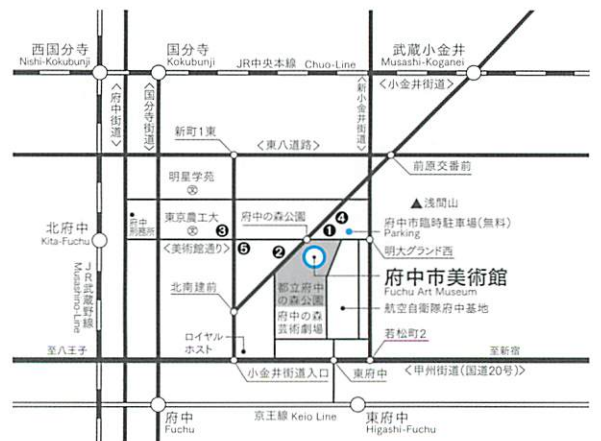 西国分寺
Nishi-Kokubunji
国分寺
Kokubunji
JR中央本線 Chuo-Line
武蔵小金井
Musashi-Koganei
〈府中街道〉
〈国分寺街道〉
〈新小金井街道〉
〈小金井街道〉
新町1東
〈東八道路〉
前原交番前
明星学苑
文
浅間山
府中刑務所
東京農工大
文
❸
府中の森公園
❶
❹
府中市臨時駐車場(無料)
Parking
北府中
Kita-Fuchu
〈美術館通り〉
❺
❷
明大グランド西
府中市美術館
Fuchu Art Museum
JR武蔵野線
Musashino-Line
北南建前
都立府中
の森公園
府中の森
芸術劇場
航空自衛隊府中基地
ロイヤル
ホスト
若松町2
至八王子
至新宿
小金井街道入口
東府中
〈甲州街道(国道20号)〉
府中
Fuchu
京王線 Keio Line
東府中
Higashi-Fuchu